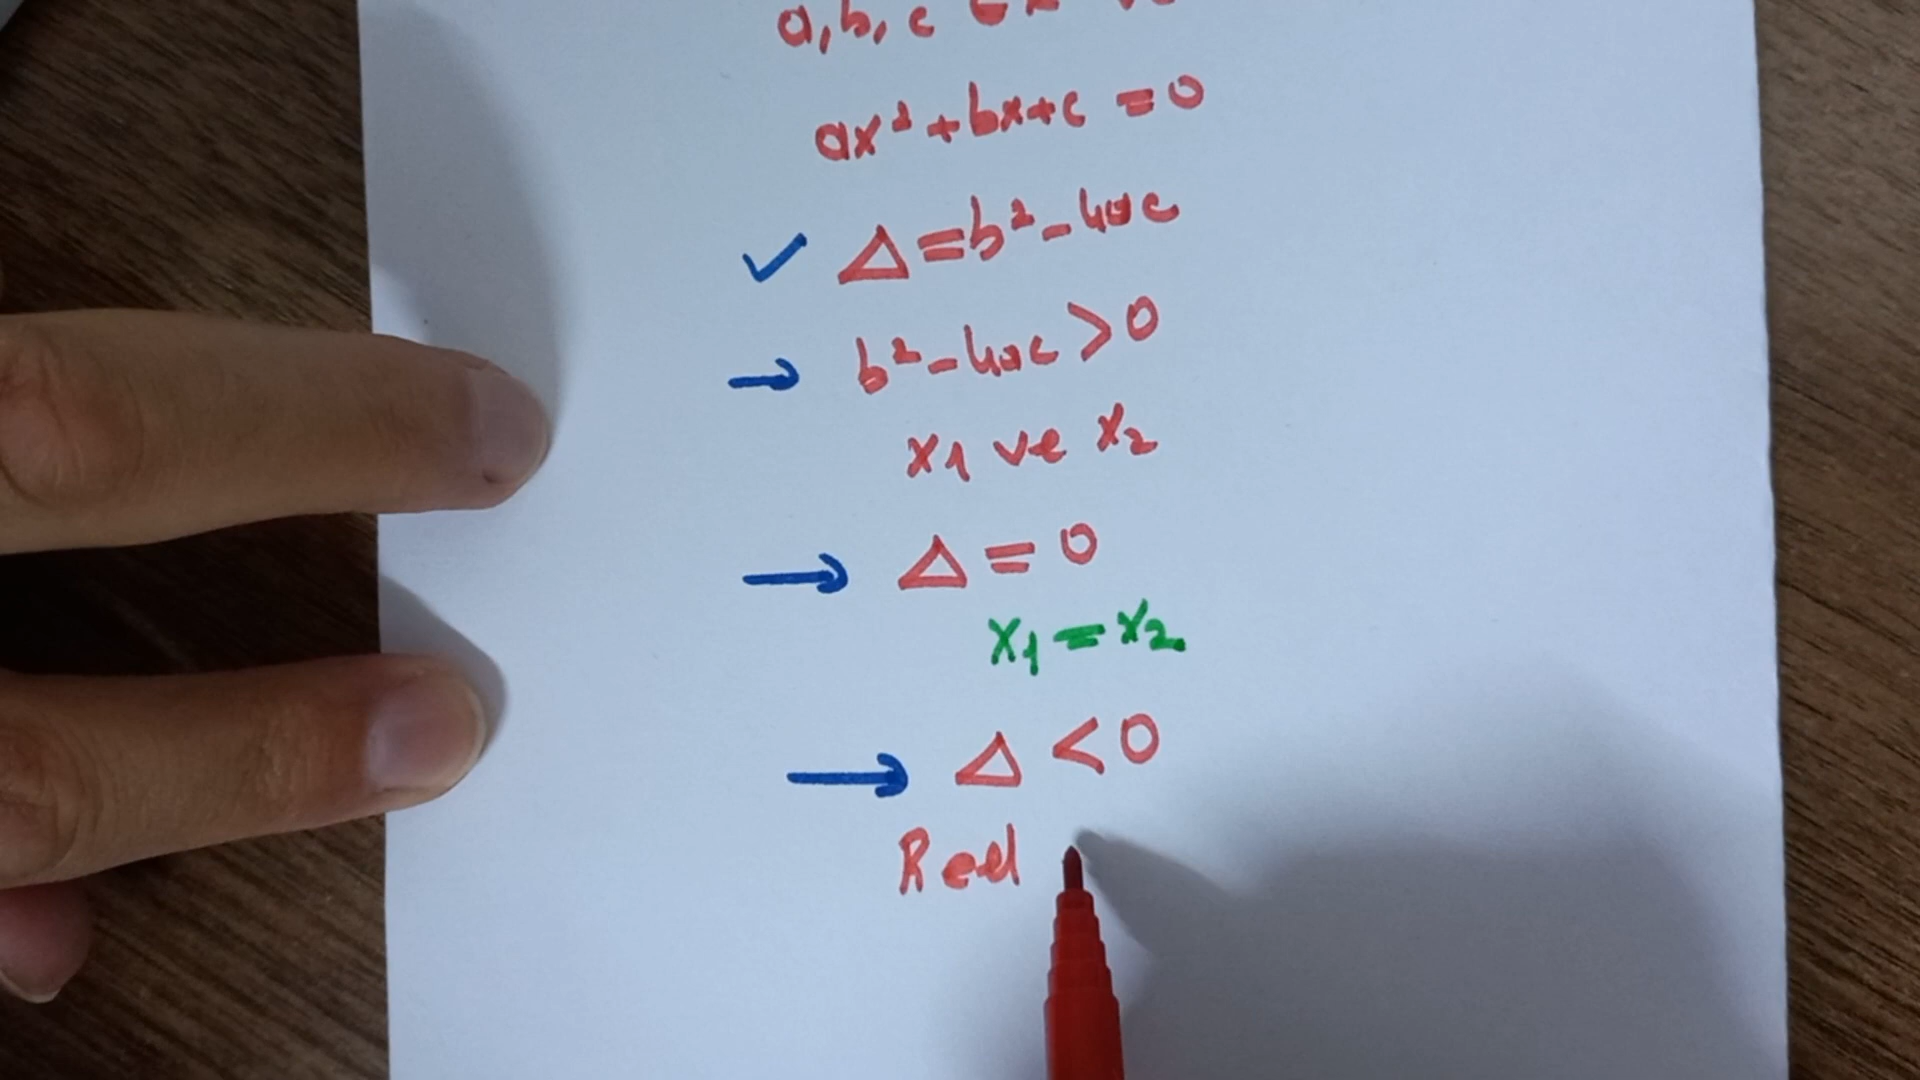 a, b, c
ax² + bx + c = 0
✓ Δ = b² - 4ac
→ b² - 4ac > 0
x₁ ve x₂
→ Δ = 0
x₁ = x₂
→ Δ < 0
Reel